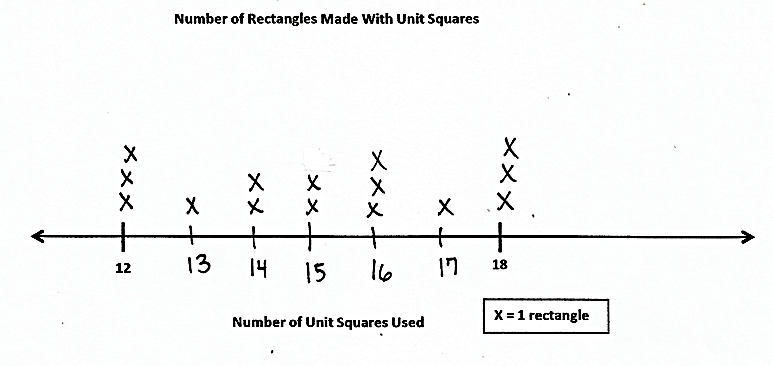 Number of Rectangles Made With Unit Squares
X X X
X X X X X
X X X X X X X
12 13 14 15 16 17 18
Number of Unit Squares Used
X = 1 rectangle